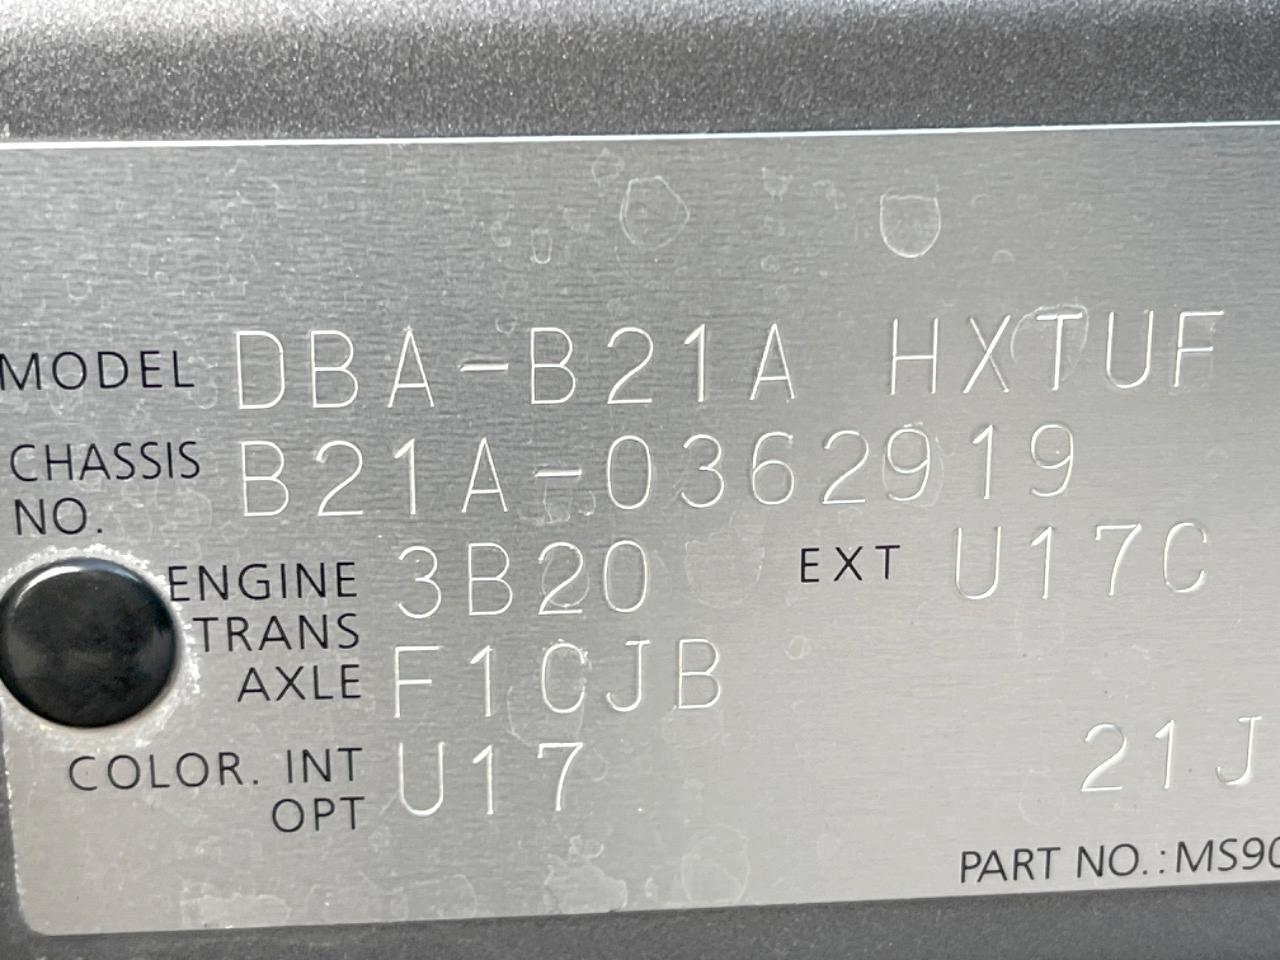 MODEL DBA-B21A HXTUF
CHASSIS NO. B21A-0362919
ENGINE 3B20 EXT U17C
TRANS AXLE F1CJB
COLOR. INT U17 21J
OPT
PART NO.: MS90